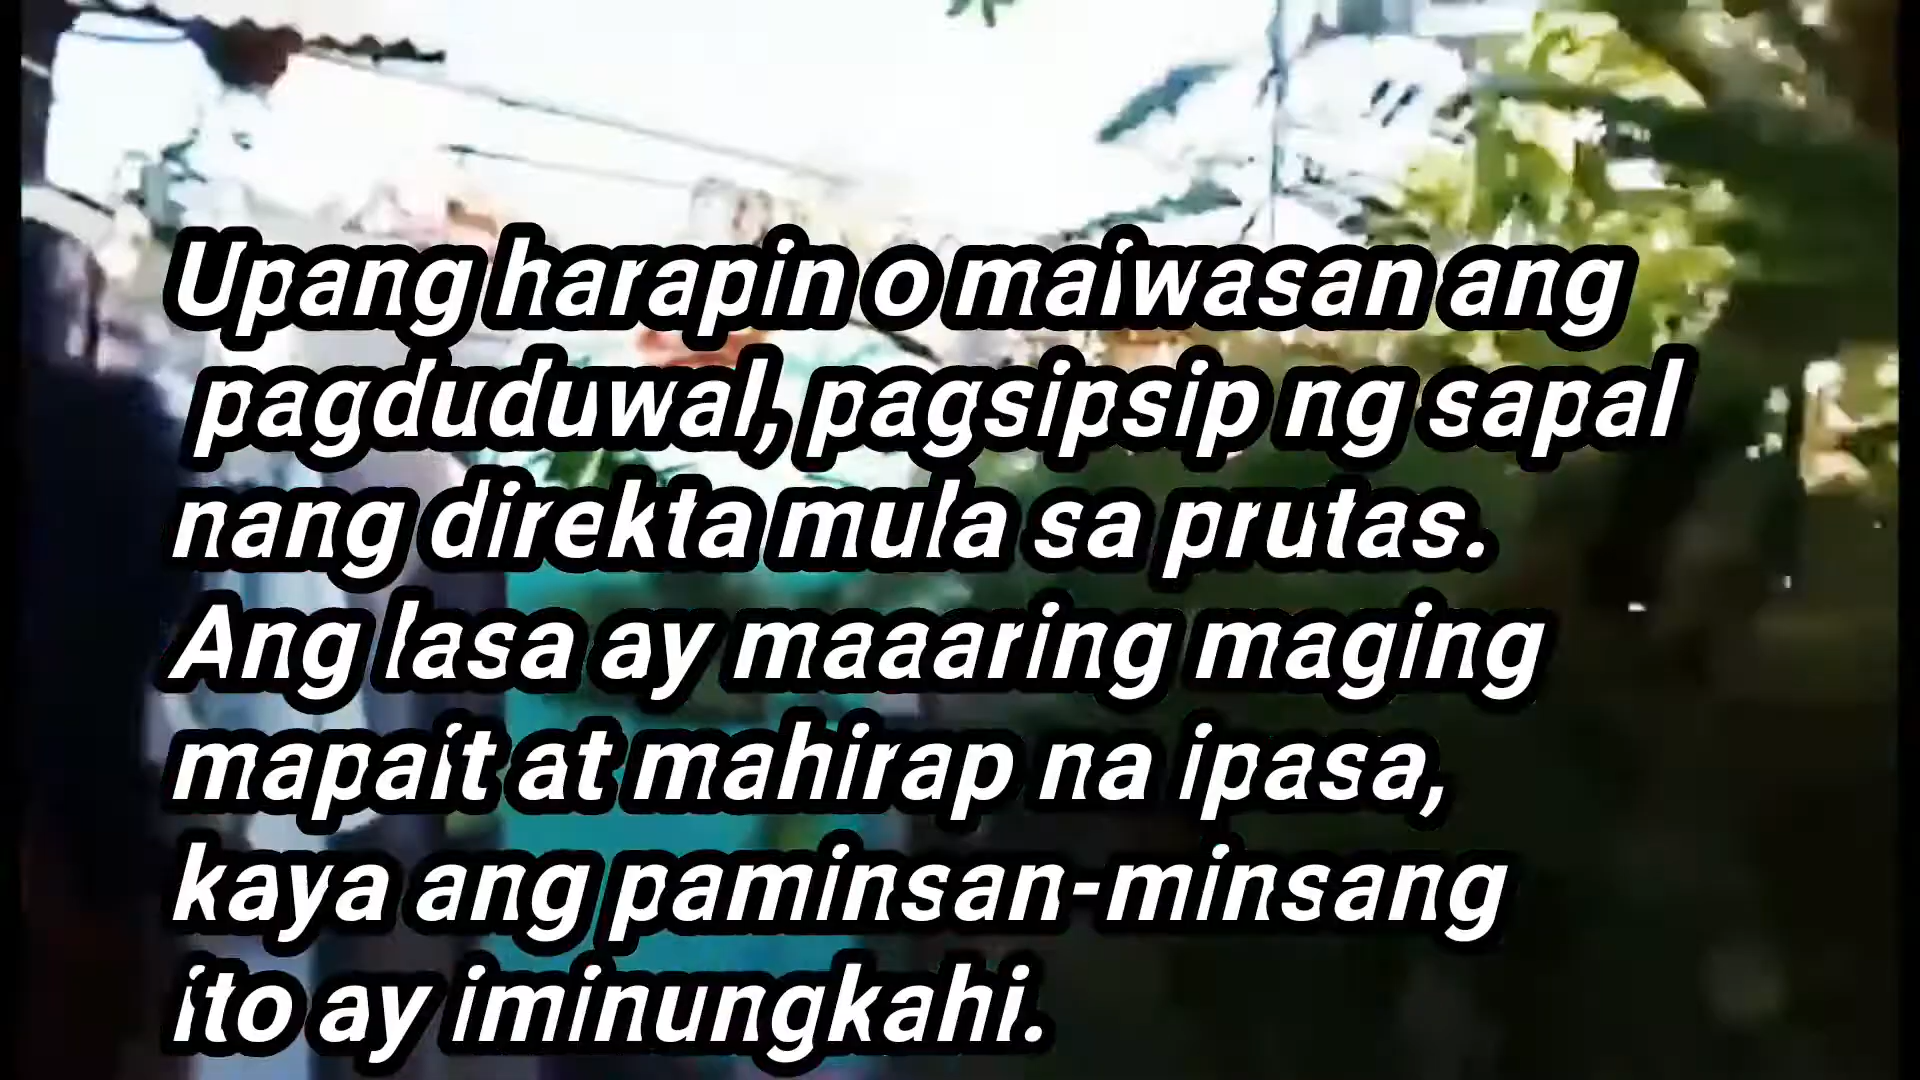 Upang harapin o maiwasan ang
pagduduwal, pagsipsip ng sapal
nang direkta mula sa prutas.
Ang lasa ay maaaring maging
mapait at mahirap na ipasa,
kaya ang paminsan-minsang
ito ay iminungkahi.